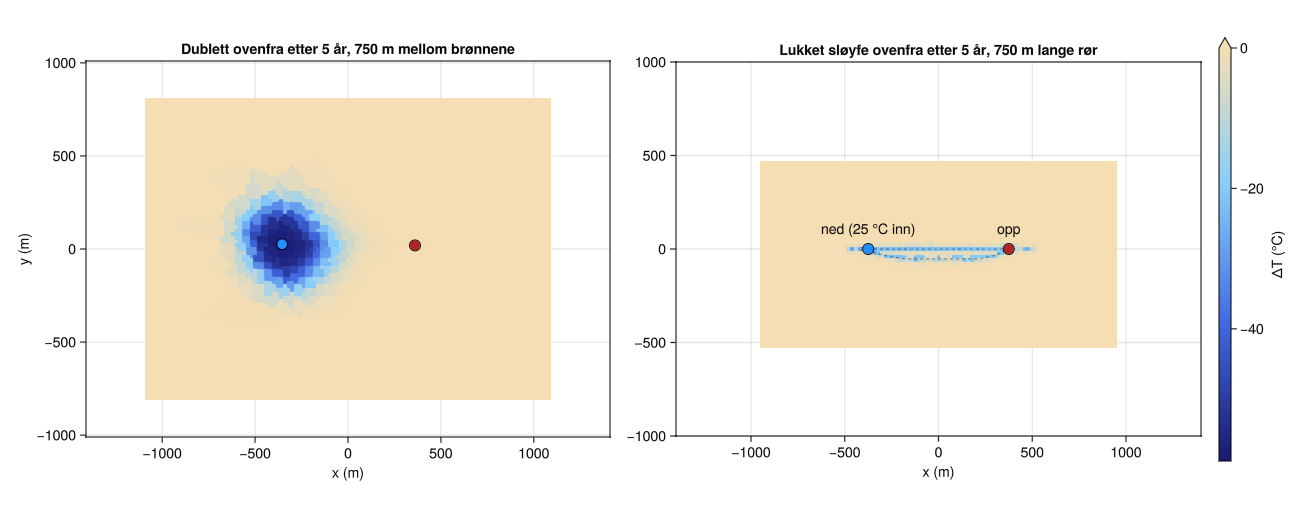 Dublett ovenfra etter 5 år, 750 m mellom brønnene
1000
500
0
−500
−1000
y (m)
−1000
−500
0
500
1000
x (m)
Lukket sløyfe ovenfra etter 5 år, 750 m lange rør
1000
500
0
−500
−1000
ned (25 °C inn)
opp
−1000
−500
0
500
1000
x (m)
0
−20
−40
ΔT (°C)